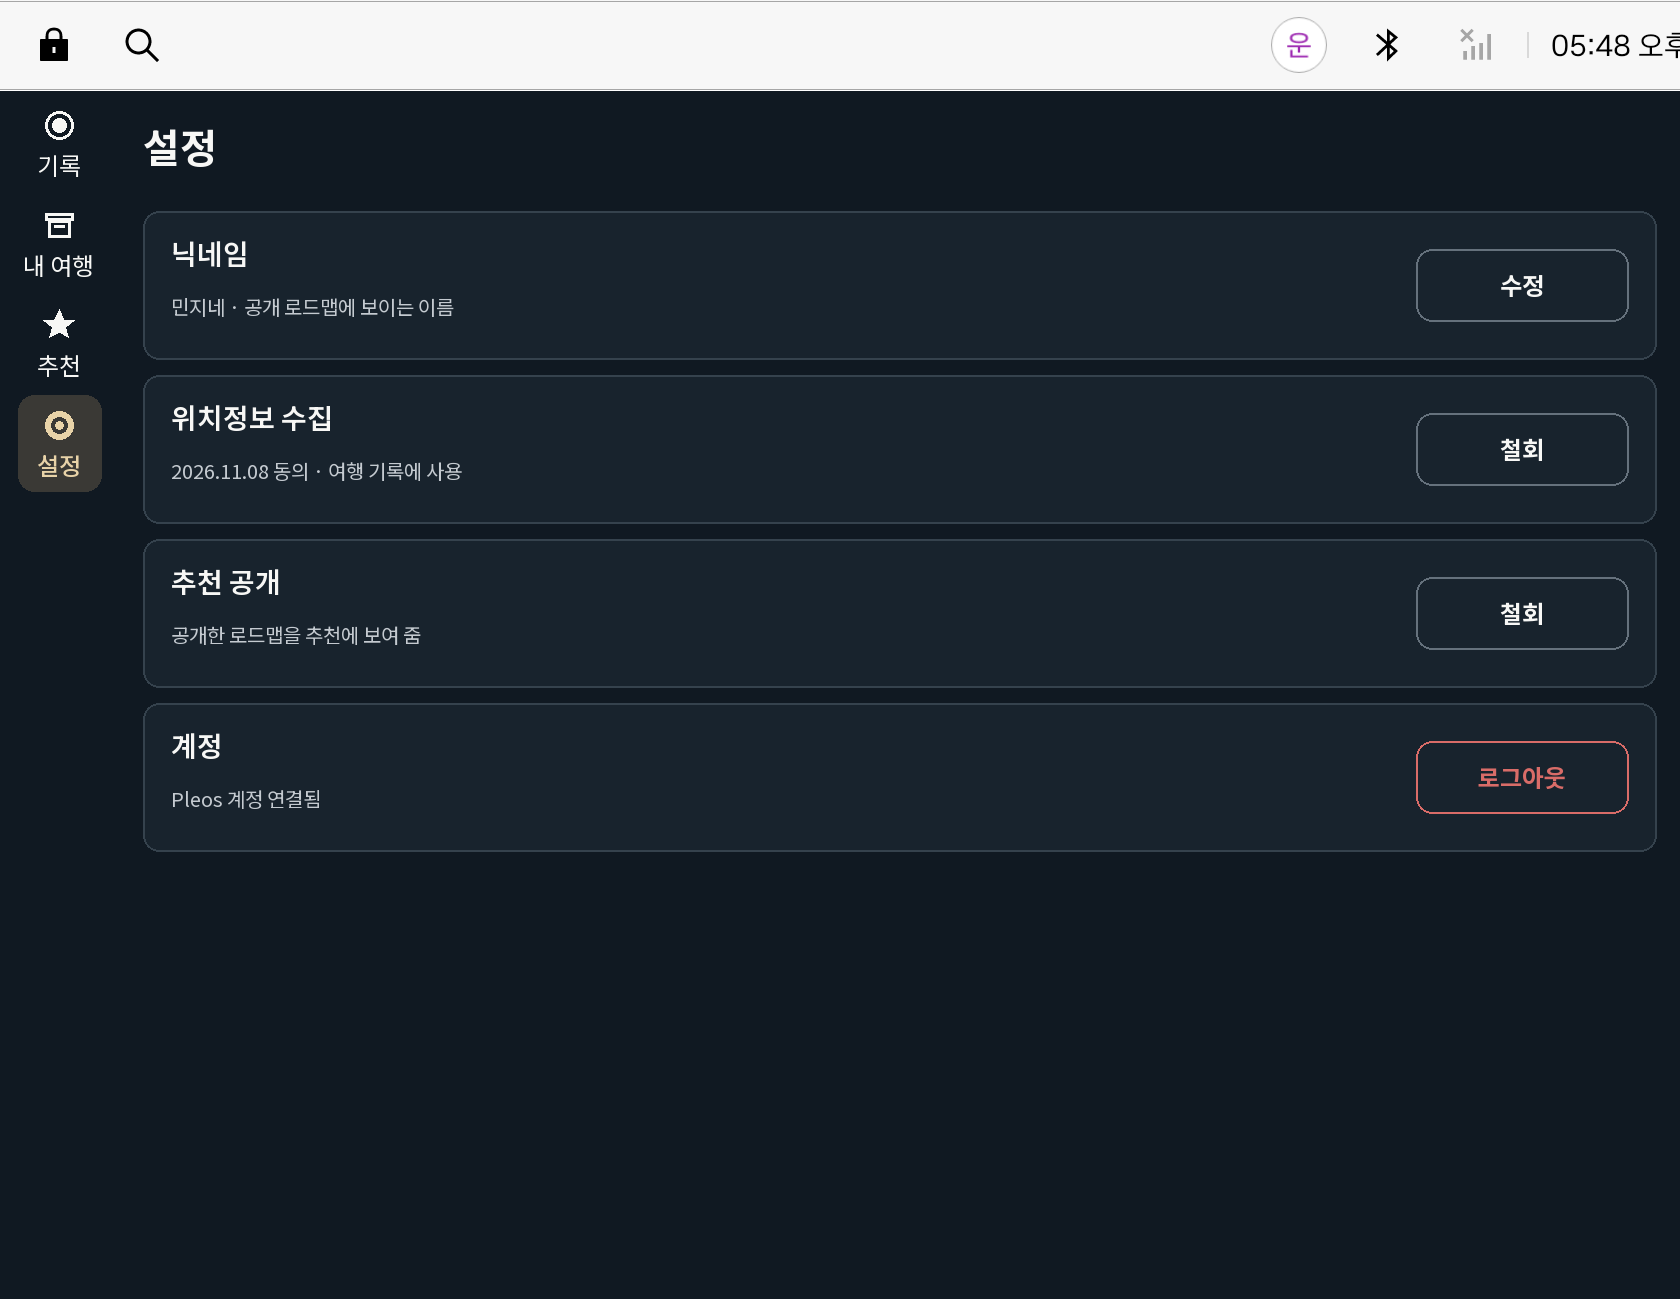 운
05:48 오후
기록
내 여행
추천
설정
설정
닉네임
민지네 · 공개 로드맵에 보이는 이름
수정
위치정보 수집
2026.11.08 동의 · 여행 기록에 사용
철회
추천 공개
공개한 로드맵을 추천에 보여 줌
철회
계정
Pleos 계정 연결됨
로그아웃